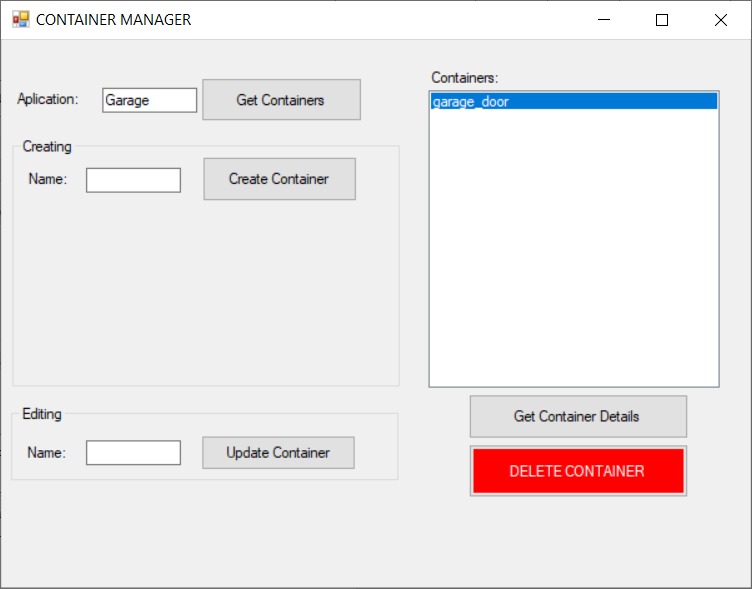 CONTAINER MANAGER
Aplication:
Garage
Get Containers
Creating
Name:
Create Container
Editing
Name:
Update Container
Containers:
garage_door
Get Container Details
DELETE CONTAINER